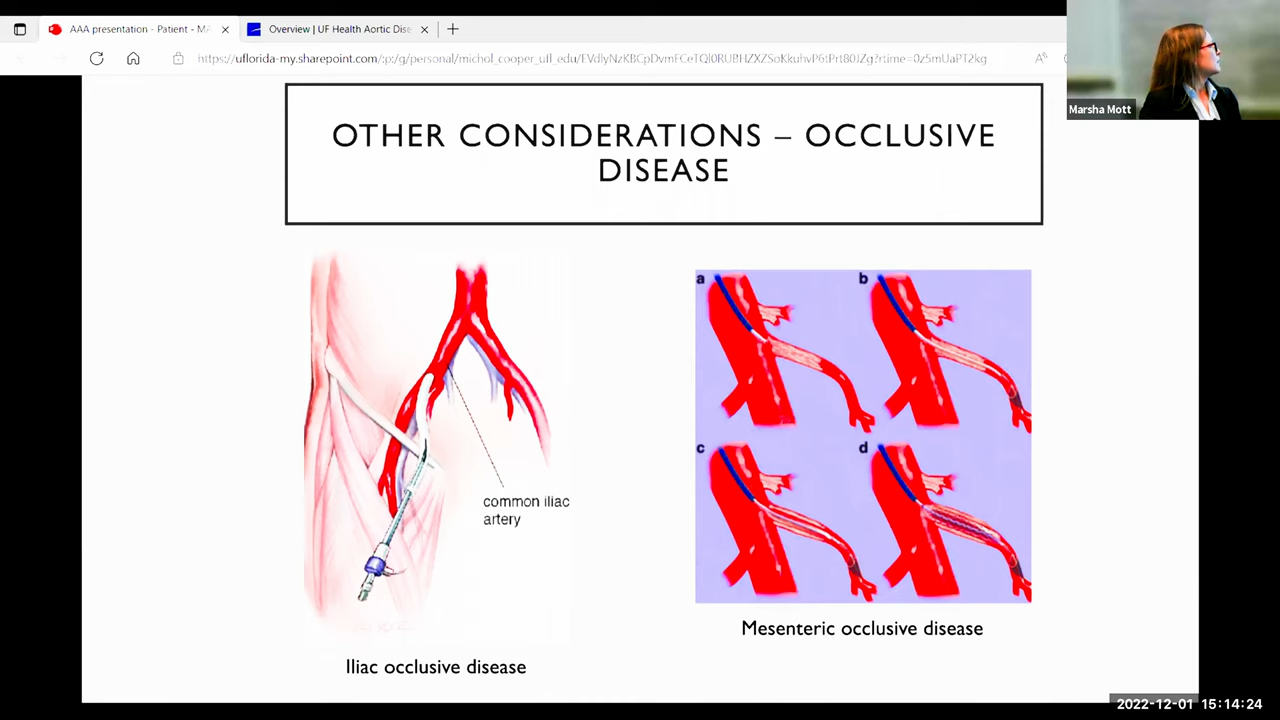 AAA presentation - Patient - M
Overview | UF Health Aortic Dise
Marsha Mott
OTHER CONSIDERATIONS – OCCLUSIVE
DISEASE
a
b
c
d
common iliac
artery
Mesenteric occlusive disease
Iliac occlusive disease
2022-12-01 15:14:24